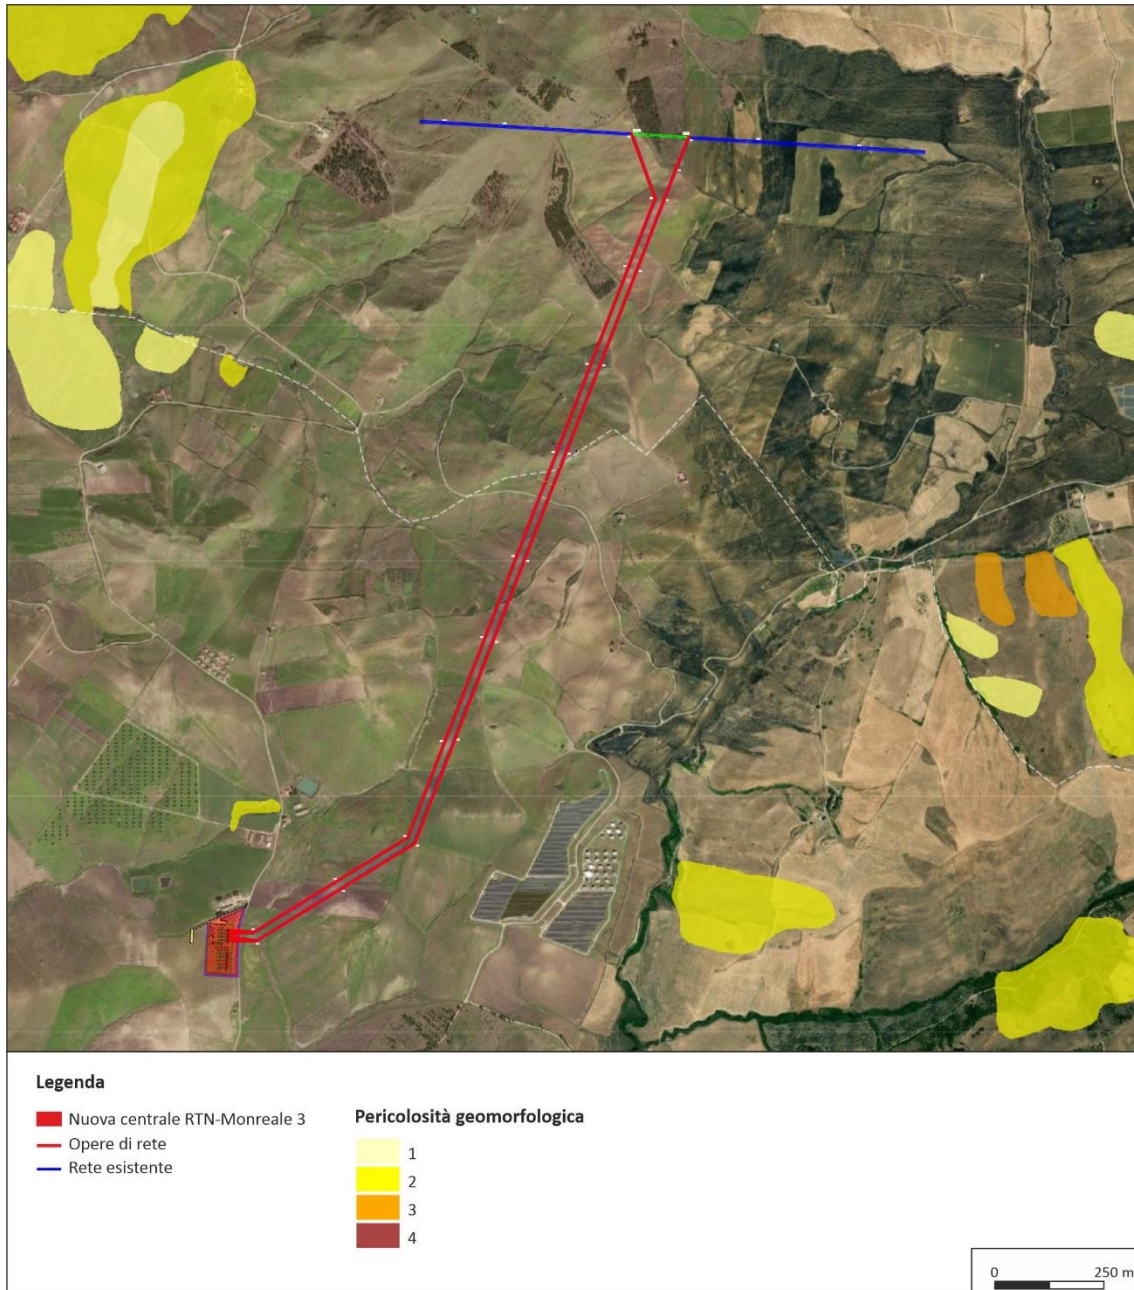 Legenda
Nuova centrale RTN-Monreale 3
Opere di rete
Rete esistente
Pericolosità geomorfologica
1
2
3
4
0 250 m